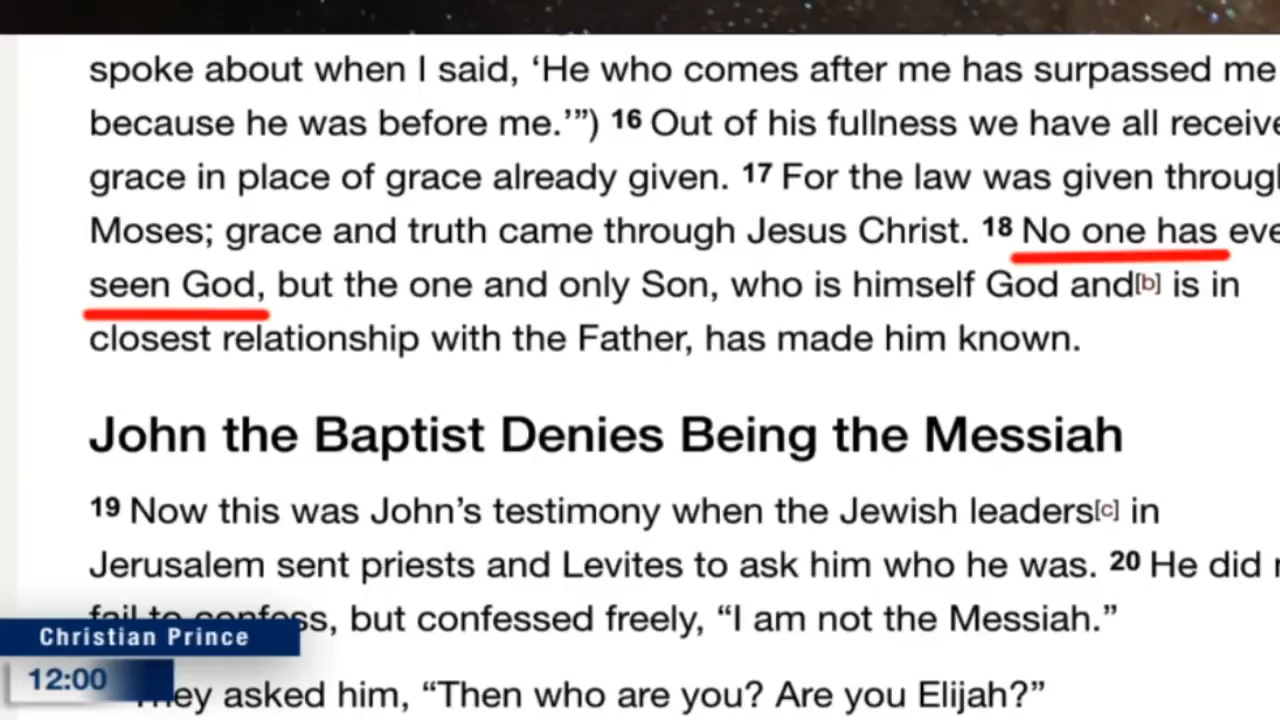 spoke about when I said, ‘He who comes after me has surpassed me
because he was before me.’”) 16 Out of his fullness we have all receive
grace in place of grace already given. 17 For the law was given through
Moses; grace and truth came through Jesus Christ. 18 No one has eve
seen God, but the one and only Son, who is himself God and[b] is in
closest relationship with the Father, has made him known.
John the Baptist Denies Being the Messiah
19 Now this was John’s testimony when the Jewish leaders[c] in
Jerusalem sent priests and Levites to ask him who he was. 20 He did
fail to confess, but confessed freely, “I am not the Messiah.”
Christian Prince
12:00
They asked him, “Then who are you? Are you Elijah?”